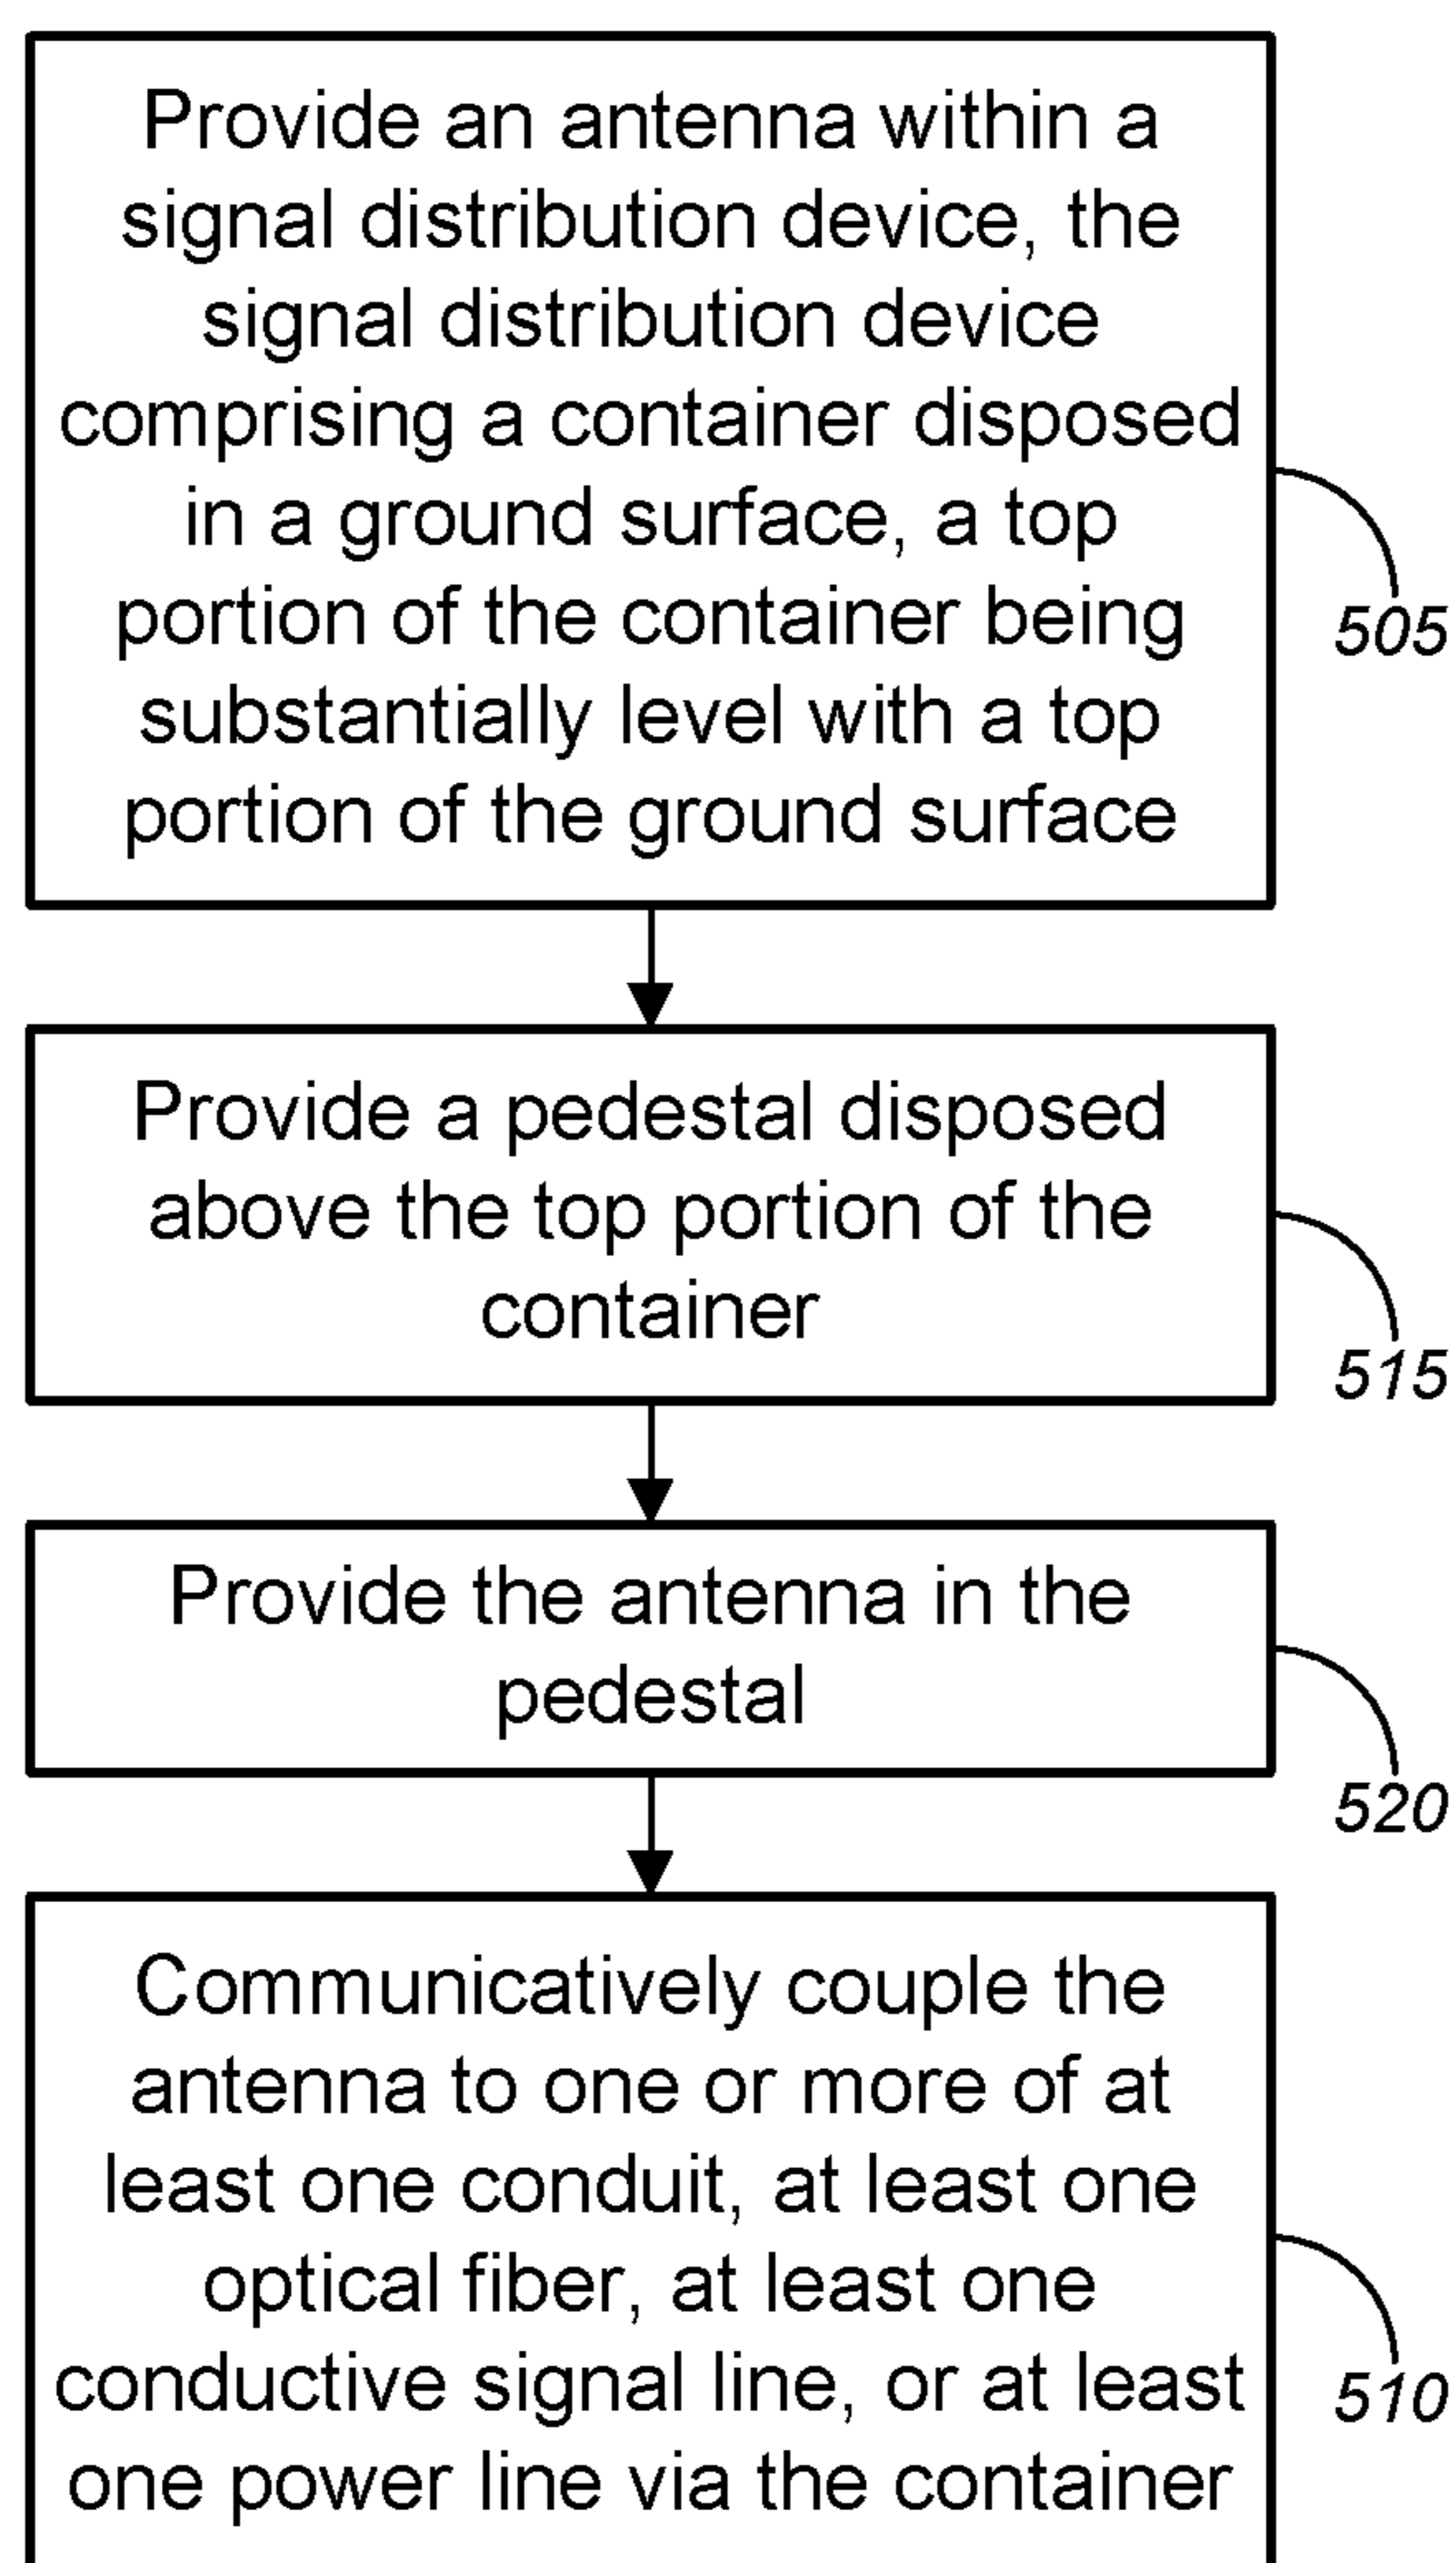 Provide an antenna within a
signal distribution device, the
signal distribution device
comprising a container disposed
in a ground surface, a top
portion of the container being
substantially level with a top
portion of the ground surface
505
Provide a pedestal disposed
above the top portion of the
container
515
Provide the antenna in the
pedestal
520
Communicatively couple the
antenna to one or more of at
least one conduit, at least one
optical fiber, at least one
conductive signal line, or at least
one power line via the container
510